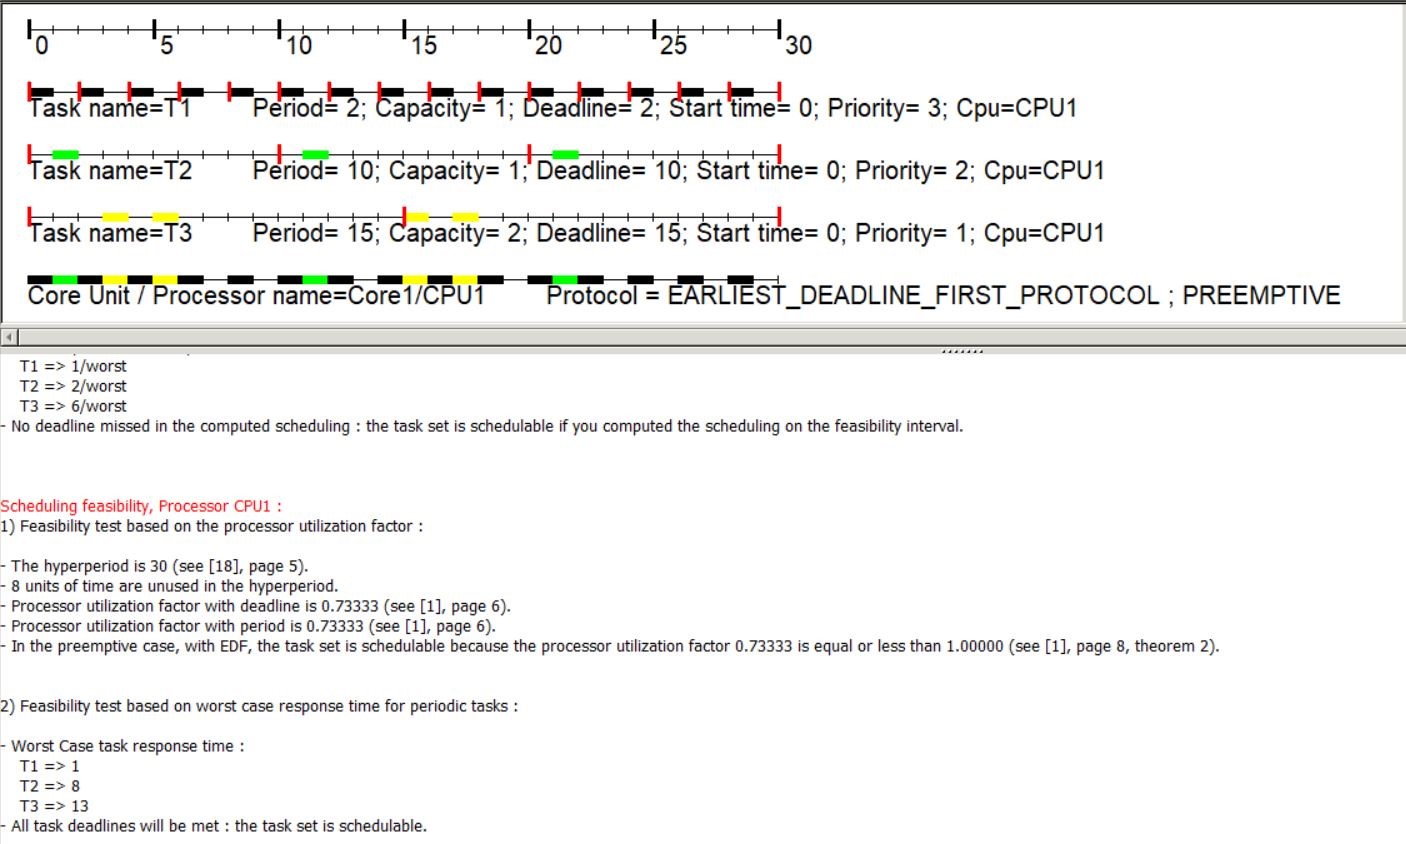 0 5 10 15 20 25 30
Task name=T1 Period= 2; Capacity= 1; Deadline= 2; Start time= 0; Priority= 3; Cpu=CPU1
Task name=T2 Period= 10; Capacity= 1; Deadline= 10; Start time= 0; Priority= 2; Cpu=CPU1
Task name=T3 Period= 15; Capacity= 2; Deadline= 15; Start time= 0; Priority= 1; Cpu=CPU1
Core Unit / Processor name=Core1/CPU1 Protocol = EARLIEST_DEADLINE_FIRST_PROTOCOL ; PREEMPTIVE
T1 => 1/worst
T2 => 2/worst
T3 => 6/worst
- No deadline missed in the computed scheduling : the task set is schedulable if you computed the scheduling on the feasibility interval.
Scheduling feasibility, Processor CPU1 :
1) Feasibility test based on the processor utilization factor :
- The hyperperiod is 30 (see [18], page 5).
- 8 units of time are unused in the hyperperiod.
- Processor utilization factor with deadline is 0.73333 (see [1], page 6).
- Processor utilization factor with period is 0.73333 (see [1], page 6).
- In the preemptive case, with EDF, the task set is schedulable because the processor utilization factor 0.73333 is equal or less than 1.00000 (see [1], page 8, theorem 2).
2) Feasibility test based on worst case response time for periodic tasks :
- Worst Case task response time :
T1 => 1
T2 => 8
T3 => 13
- All task deadlines will be met : the task set is schedulable.